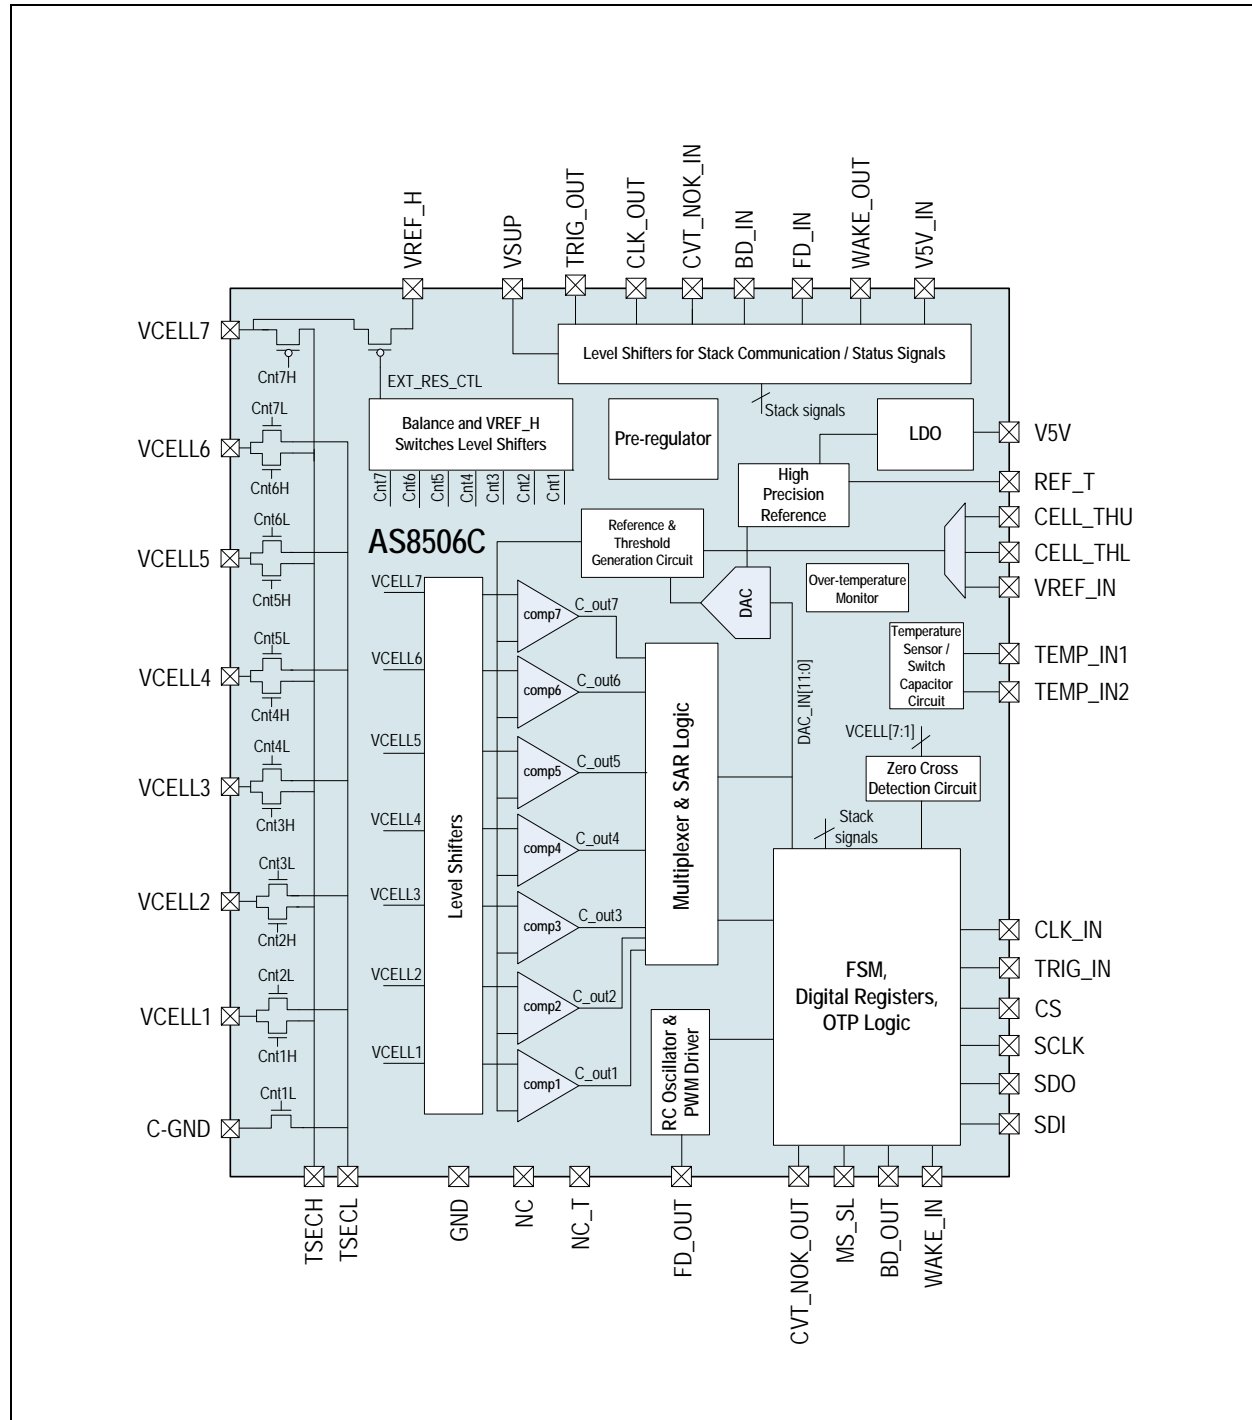 VREF_H
VSUP
TRIG_OUT
CLK_OUT
CVT_NOK_IN
BD_IN
FD_IN
WAKE_OUT
V5V_IN
VCELL7
Cnt7H
EXT_RES_CTL
Level Shifters for Stack Communication / Status Signals
Stack signals
Cnt7L
VCELL6
Cnt6H
Balance and VREF_H
Switches Level Shifters
Cnt7
Cnt6
Cnt5
Cnt4
Cnt3
Cnt2
Cnt1
Pre-regulator
LDO
V5V
High
Precision
Reference
REF_T
CELL_THU
CELL_THL
VREF_IN
AS8506C
Reference &
Threshold
Generation Circuit
DAC
Over-temperature
Monitor
Cnt6L
VCELL5
Cnt5H
Temperature
Sensor /
Switch
Capacitor
Circuit
TEMP_IN1
TEMP_IN2
Cnt5L
VCELL4
Cnt4H
Cnt4L
VCELL3
Cnt3H
Cnt3L
VCELL2
Cnt2H
Cnt2L
VCELL1
Cnt1H
Cnt1L
C-GND
VCELL7
VCELL6
VCELL5
VCELL4
VCELL3
VCELL2
VCELL1
Level Shifters
comp7
C_out7
comp6
C_out6
comp5
C_out5
comp4
C_out4
comp3
C_out3
comp2
C_out2
comp1
C_out1
Multiplexer & SAR Logic
DAC_IN[11:0]
VCELL[7:1]
Zero Cross
Detection Circuit
Stack
signals
FSM,
Digital Registers,
OTP Logic
RC Oscillator &
PWM Driver
CLK_IN
TRIG_IN
CS
SCLK
SDO
SDI
TSECH
TSECL
GND
NC
NC_T
FD_OUT
CVT_NOK_OUT
MS_SL
BD_OUT
WAKE_IN